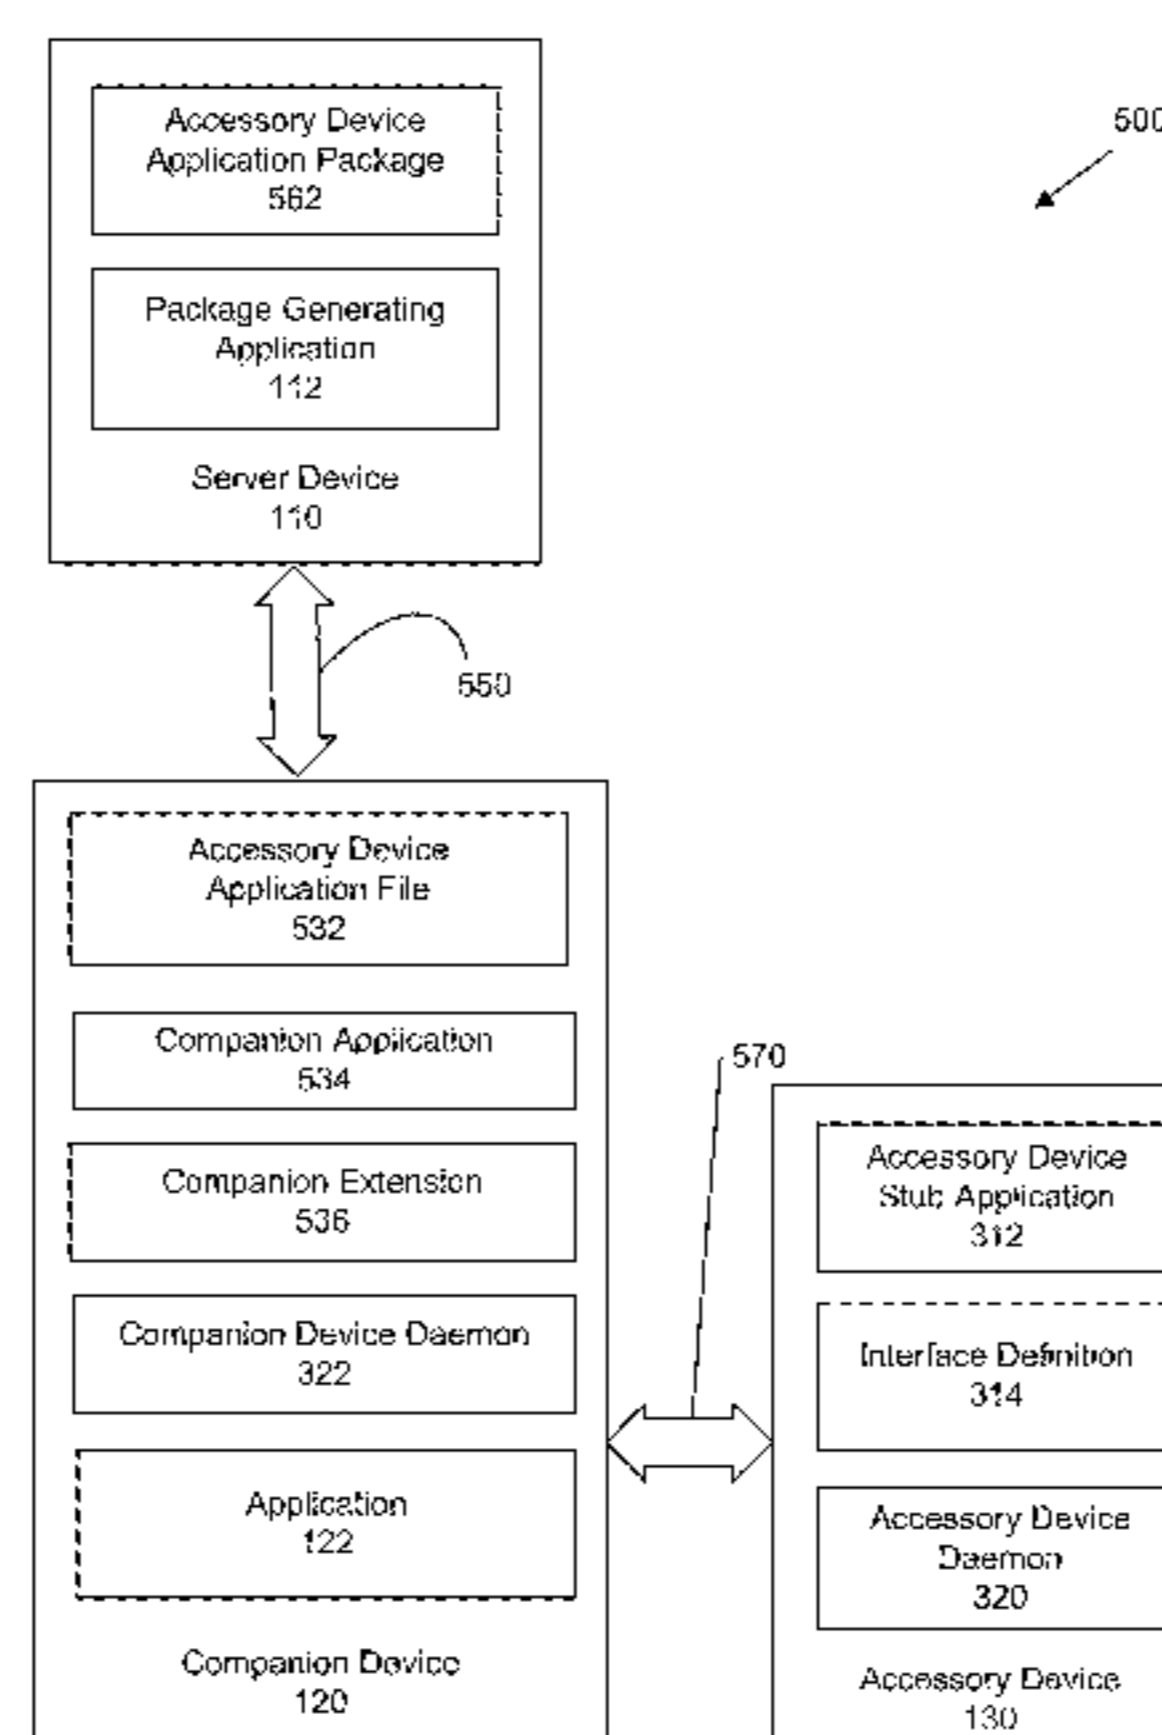 Accessory Device
Application Package
562
500
Package Generating
Application
112
Server Device
110
550
Accessory Device
Application File
532
Companion Application
534
570
Companion Extension
536
Accessory Device
Stub Application
312
Companion Device Daemon
322
Interface Definition
314
Application
122
Accessory Device
Daemon
320
Companion Device
120
Accessory Device
130